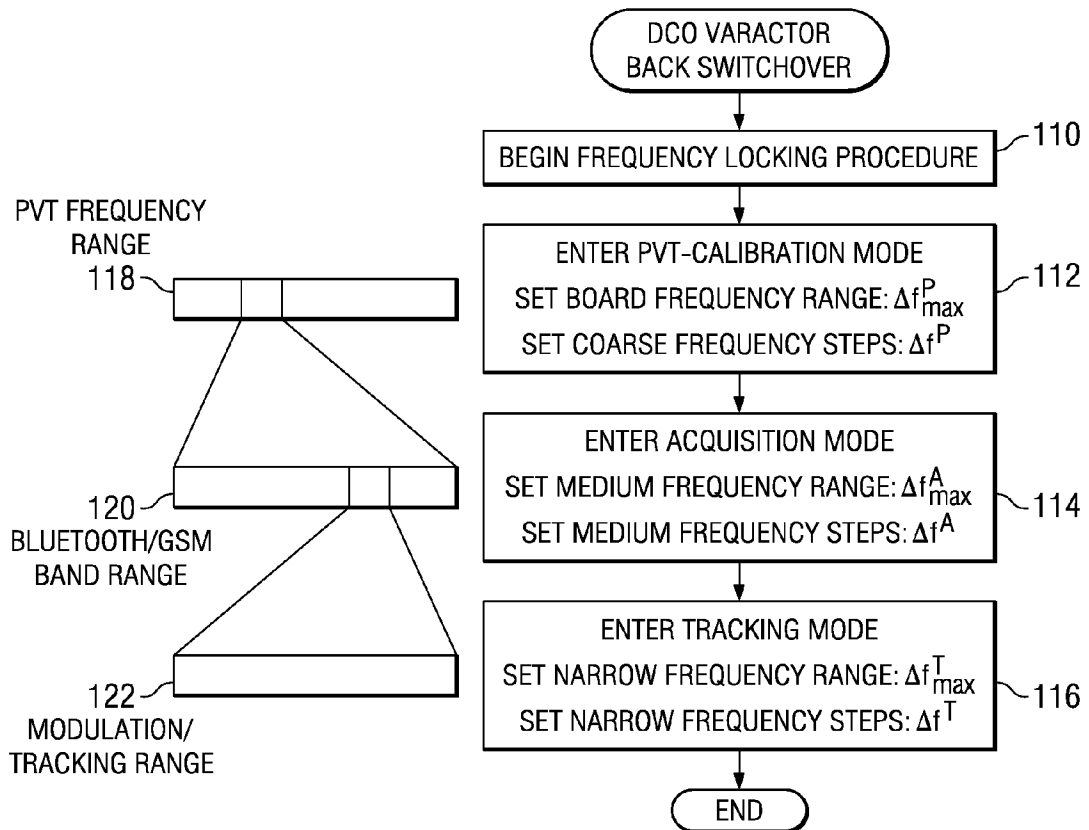 DCO VARACTOR
BACK SWITCHOVER
BEGIN FREQUENCY LOCKING PROCEDURE
110
ENTER PVT-CALIBRATION MODE
SET BOARD FREQUENCY RANGE: Δf^P_max
SET COARSE FREQUENCY STEPS: Δf^P
112
ENTER ACQUISITION MODE
SET MEDIUM FREQUENCY RANGE: Δf^A_max
SET MEDIUM FREQUENCY STEPS: Δf^A
114
ENTER TRACKING MODE
SET NARROW FREQUENCY RANGE: Δf^T_max
SET NARROW FREQUENCY STEPS: Δf^T
116
END
PVT FREQUENCY
RANGE
118
120
BLUETOOTH/GSM
BAND RANGE
122
MODULATION/
TRACKING RANGE